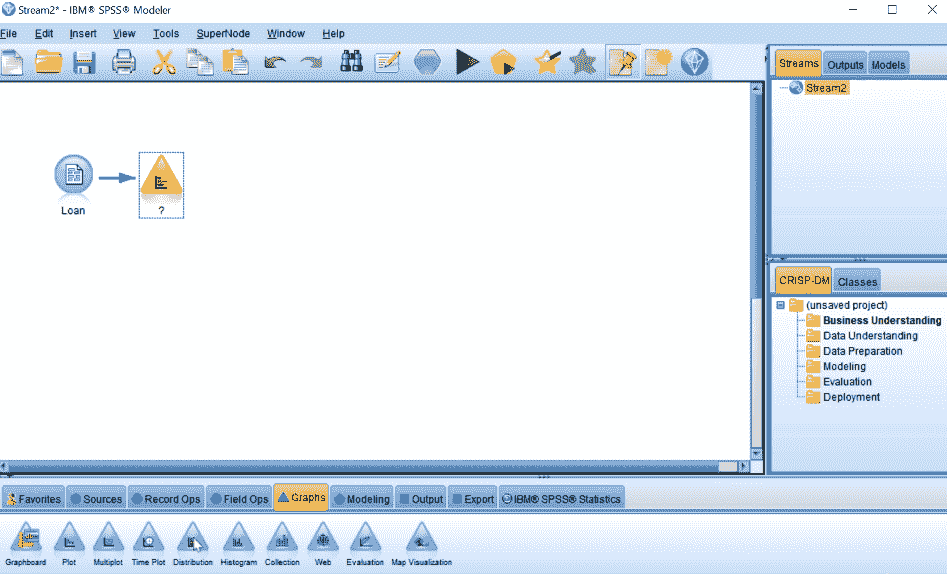 Stream2* - IBM® SPSS® Modeler
File Edit Insert View Tools SuperNode Window Help
Streams Outputs Models
Stream2
Loan
?
CRISP-DM Classes
(unsaved project)
Business Understanding
Data Understanding
Data Preparation
Modeling
Evaluation
Deployment
Favorites Sources Record Ops Field Ops Graphs Modeling Output Export IBM® SPSS® Statistics
Graphboard Plot Multiplot Time Plot Distribution Histogram Collection Web Evaluation Map Visualization